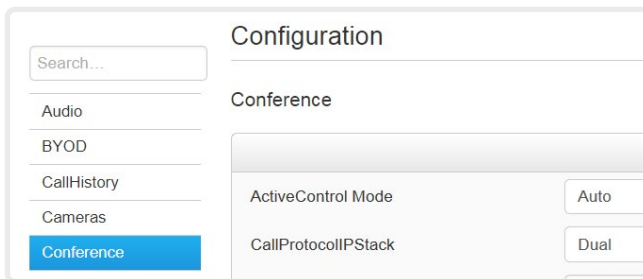 Configuration
Search...
Audio
BYOD
CallHistory
Cameras
Conference
Conference
ActiveControl Mode
Auto
CallProtocolIPStack
Dual